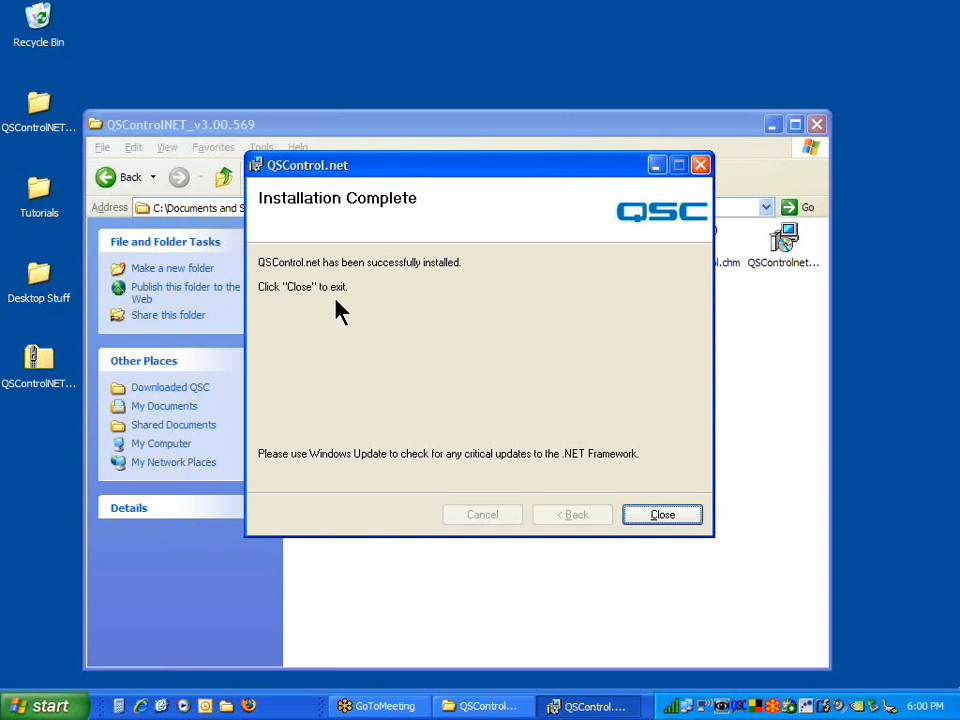 Recycle Bin
QSControlNET...
Tutorials
Desktop Stuff
QSControlNET...
QSControlNET_v3.00.569
File Edit View Favorites Tools Help
Back
Address C:\Documents and S
Go
File and Folder Tasks
Make a new folder
Publish this folder to the
Web
Share this folder
Other Places
Downloaded QSC
My Documents
Shared Documents
My Computer
My Network Places
Details
l.chm
QSControlnet...
QSControl.net
Installation Complete
QSC
QSControl.net has been successfully installed.
Click "Close" to exit.
Please use Windows Update to check for any critical updates to the .NET Framework.
Cancel
< Back
Close
start
GoToMeeting
QSControl...
QSControl....
6:00 PM